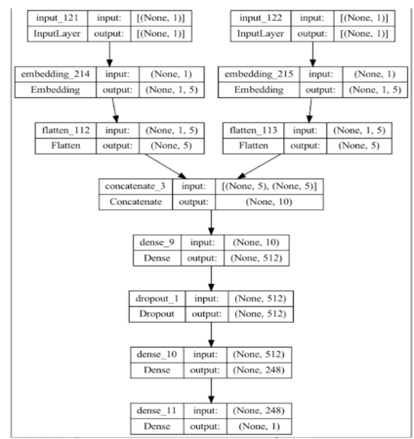 input_121 input: [(None, 1)]
InputLayer output: [(None, 1)]
input_122 input: [(None, 1)]
InputLayer output: [(None, 1)]
embedding_214 input: (None, 1)
Embedding output: (None, 1, 5)
embedding_215 input: (None, 1)
Embedding output: (None, 1, 5)
flatten_112 input: (None, 1, 5)
Flatten output: (None, 5)
flatten_113 input: (None, 1, 5)
Flatten output: (None, 5)
concatenate_3 input: [(None, 5), (None, 5)]
Concatenate output: (None, 10)
dense_9 input: (None, 10)
Dense output: (None, 512)
dropout_1 input: (None, 512)
Dropout output: (None, 512)
dense_10 input: (None, 512)
Dense output: (None, 248)
dense_11 input: (None, 248)
Dense output: (None, 1)